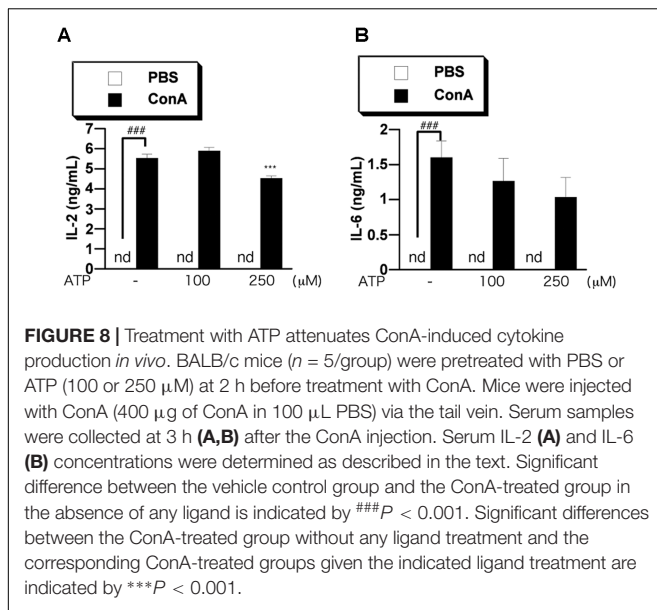 A
B
PBS
ConA
PBS
ConA
###
***
IL-2 (ng/mL)
7
6
5
4
3
2
1
0
nd
nd
nd
ATP
-
100
250
(μM)
###
IL-6 (ng/mL)
2
1.5
1
0.5
0
nd
nd
nd
ATP
-
100
250
(μM)
FIGURE 8 | Treatment with ATP attenuates ConA-induced cytokine
production in vivo. BALB/c mice (n = 5/group) were pretreated with PBS or
ATP (100 or 250 μM) at 2 h before treatment with ConA. Mice were injected
with ConA (400 μg of ConA in 100 μL PBS) via the tail vein. Serum samples
were collected at 3 h (A,B) after the ConA injection. Serum IL-2 (A) and IL-6
(B) concentrations were determined as described in the text. Significant
difference between the vehicle control group and the ConA-treated group in
the absence of any ligand is indicated by ###P < 0.001. Significant differences
between the ConA-treated group without any ligand treatment and the
corresponding ConA-treated groups given the indicated ligand treatment are
indicated by ***P < 0.001.